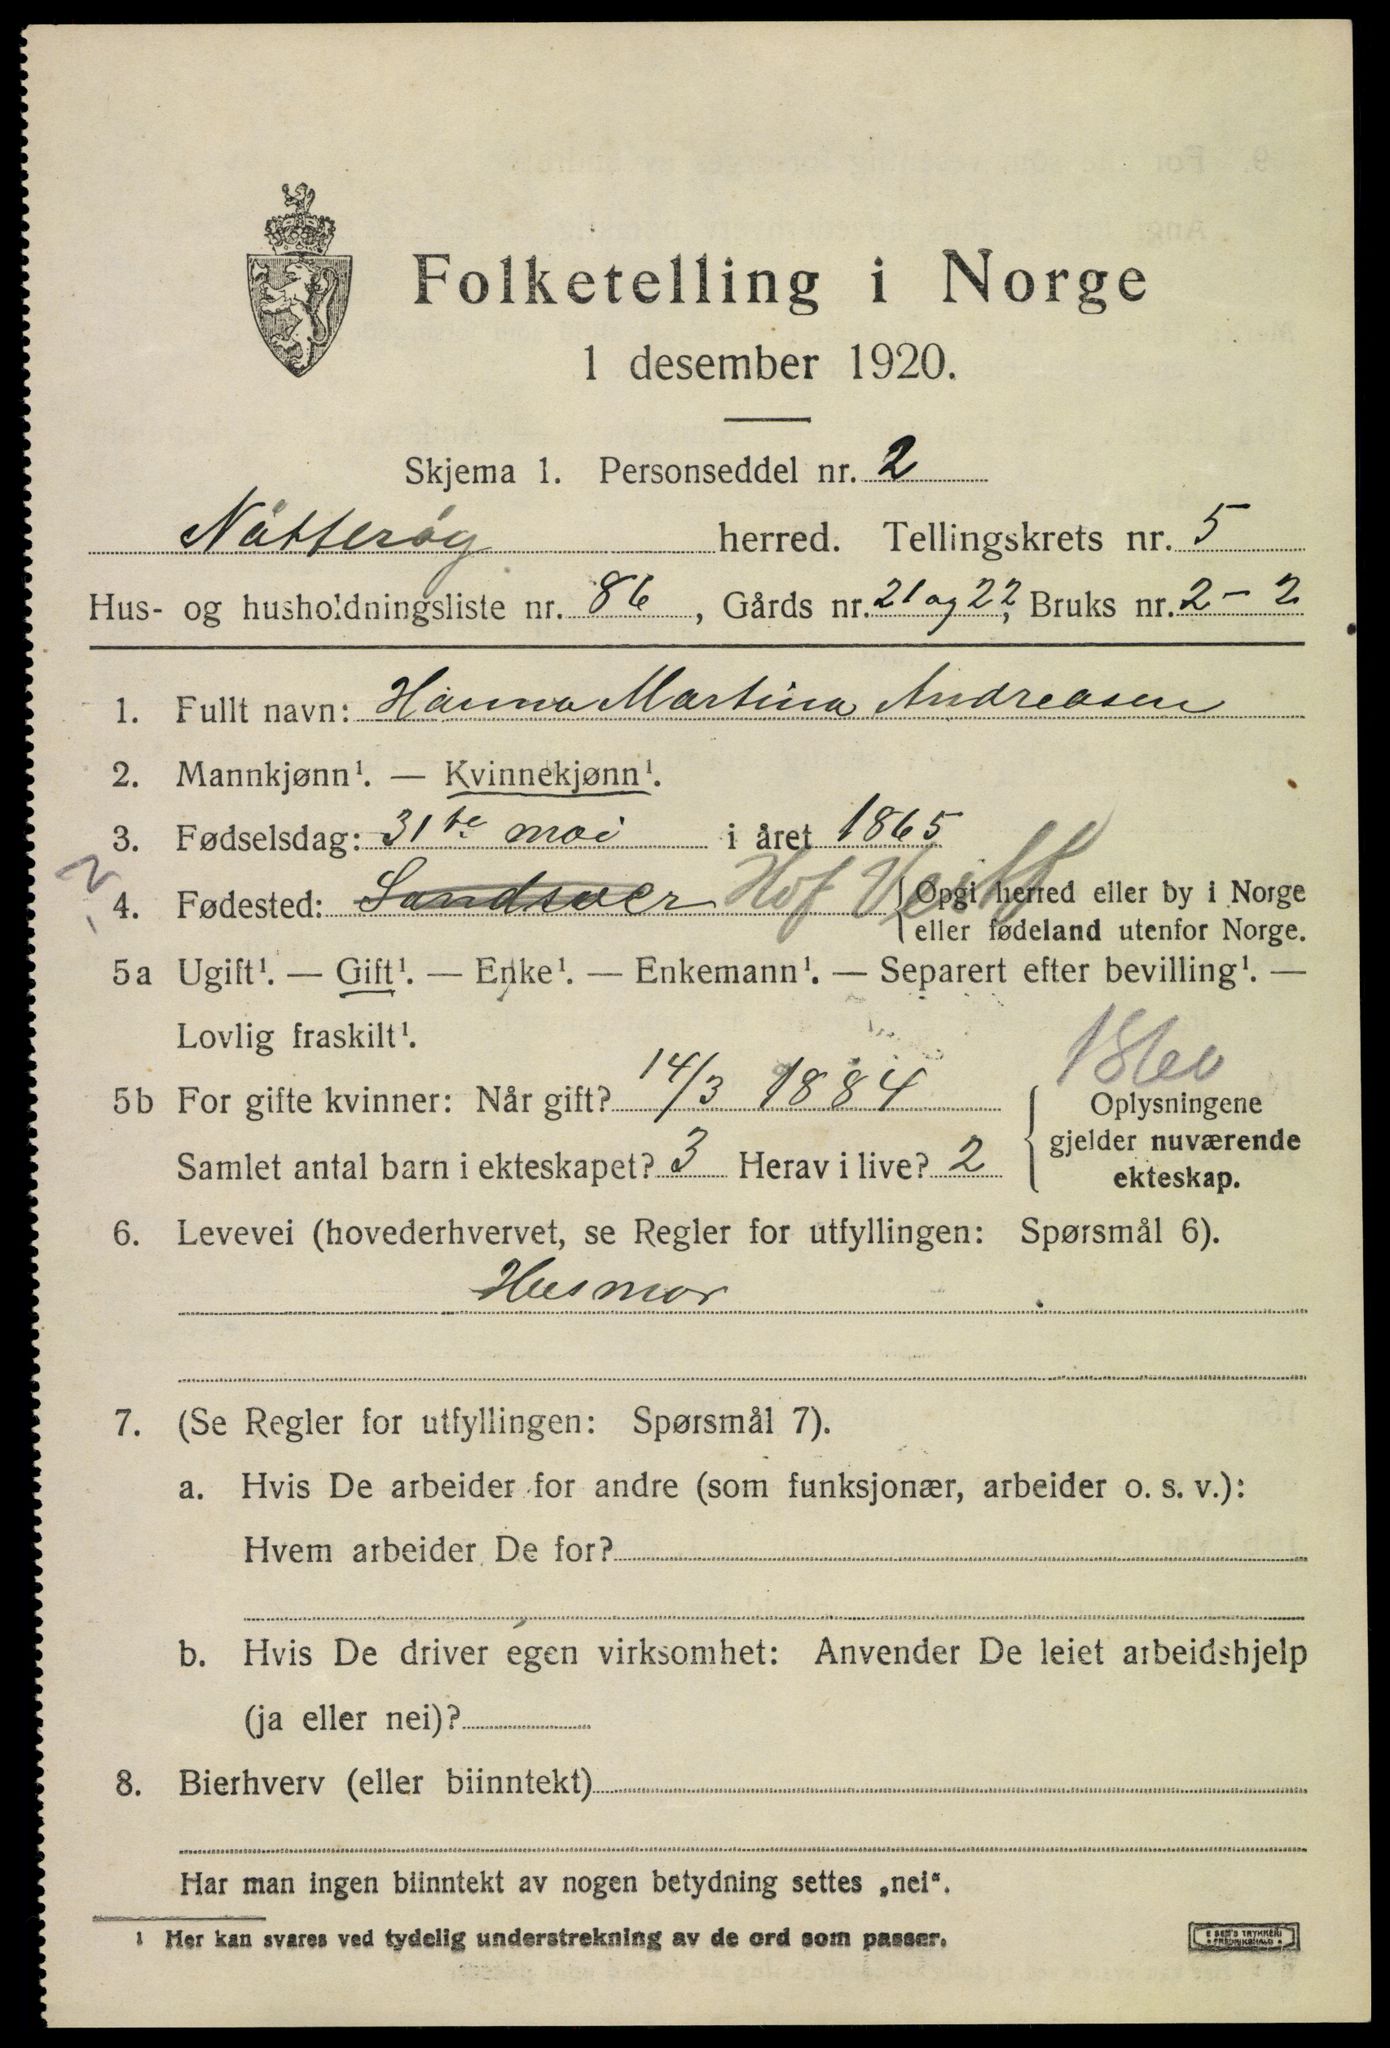 Folketelling i Norge
1 desember 1920.
Skjema 1. Personseddel nr. 2
Nötterøy herred. Tellingskrets nr. 5
Hus- og husholdningsliste nr. 86, Gårds nr. 21 og 22, Bruks nr. 2 - 2
1. Fullt navn: Hanna Martina Andreasen
2. Mannkjønn¹. — Kvinnekjønn¹.
3. Fødselsdag: 31te mai i året 1865
4. Fødested: Sandsver Hof Vestf { Opgi herred eller by i Norge
eller fødeland utenfor Norge.
5a Ugift¹. — Gift¹. — Enke¹. — Enkemann¹. — Separert efter bevilling¹. —
Lovlig fraskilt¹.
1860
5b For gifte kvinner: Når gift? 14/3 1884
Samlet antal barn i ekteskapet? 3 Herav i live? 2
Oplysningene
gjelder nuværende
ekteskap.
6. Levevei (hovederhvervet, se Regler for utfyllingen: Spørsmål 6).
Husmor
7. (Se Regler for utfyllingen: Spørsmål 7).
a. Hvis De arbeider for andre (som funksjonær, arbeider o. s. v.):
Hvem arbeider De for?
b. Hvis De driver egen virksomhet: Anvender De leiet arbeidshjelp
(ja eller nei)?
8. Bierhverv (eller biinntekt)
Har man ingen biinntekt av nogen betydning settes „nei“.
¹ Her kan svares ved tydelig understrekning av de ord som passer.
E SEM'S TRYKKERI
FREDRIKSHALD